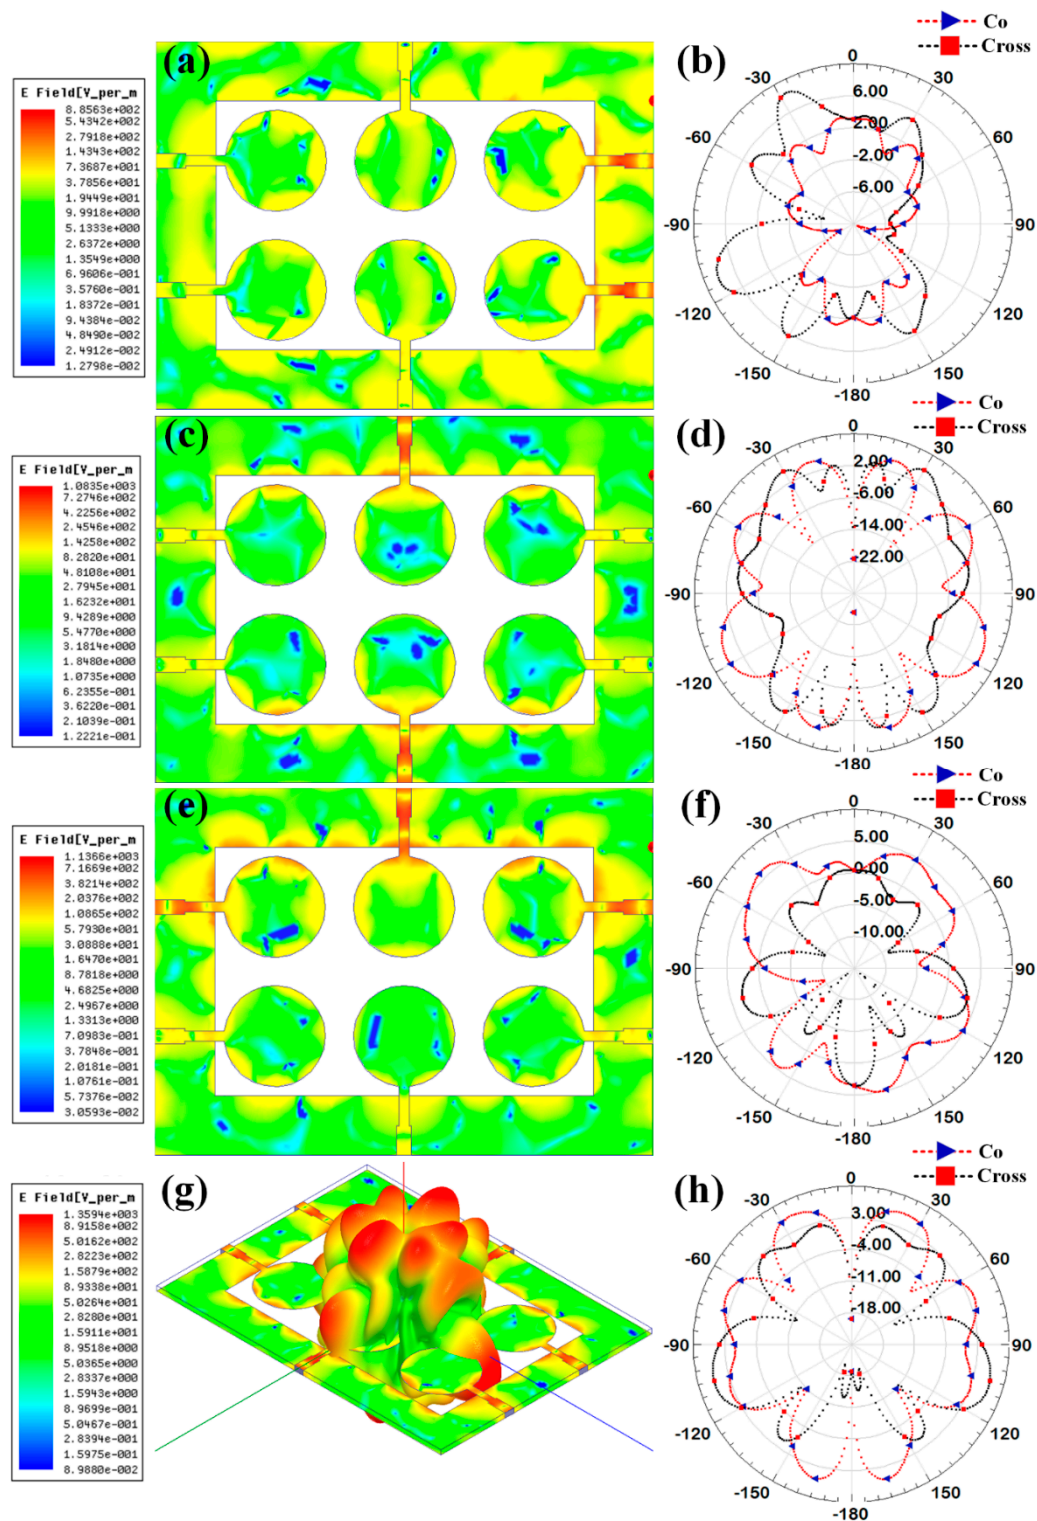 (a)
E Field[V_per_m
8.8563e+002
5.4342e+002
2.7918e+002
1.4343e+002
7.3687e+001
3.7856e+001
1.9449e+001
9.9918e+000
5.1333e+000
2.6372e+000
1.3549e+000
6.9606e-001
3.5760e-001
1.8372e-001
9.4384e-002
4.8490e-002
2.4912e-002
1.2798e-002
(b)
Co
Cross
0
-30 30
6.00
-60 2.00 60
-2.00
-6.00
-90 90
-120 120
-150 150
-180
(c)
E Field[V_per_m
1.0835e+003
7.2746e+002
4.2256e+002
2.4546e+002
1.4258e+002
8.2820e+001
4.8108e+001
2.7945e+001
1.6232e+001
9.4289e+000
5.4770e+000
3.1814e+000
1.8480e+000
1.0735e+000
6.2355e-001
3.6220e-001
2.1039e-001
1.2221e-001
(d)
Co
Cross
0
-30 30
2.00
-60 -6.00 60
-14.00
-22.00
-90 90
-120 120
-150 150
-180
(e)
E Field[V_per_m
1.1366e+003
7.1669e+002
3.8214e+002
2.0376e+002
1.0865e+002
5.7930e+001
3.0888e+001
1.6470e+001
8.7818e+000
4.6825e+000
2.4967e+000
1.3313e+000
7.0983e-001
3.7848e-001
2.0181e-001
1.0761e-001
5.7376e-002
3.0593e-002
(f)
Co
Cross
0
-30 30
5.00
-60 0.00 60
-5.00
-10.00
-90 90
-120 120
-150 150
-180
(g)
E Field[V_per_m
1.3594e+003
8.9158e+002
5.0162e+002
2.8223e+002
1.5879e+002
8.9338e+001
5.0264e+001
2.8280e+001
1.5911e+001
8.9518e+000
5.0365e+000
2.8337e+000
1.5943e+000
8.9699e-001
5.0467e-001
2.8394e-001
1.5975e-001
8.9880e-002
(h)
Co
Cross
0
-30 30
3.00
-60 -4.00 60
-11.00
-18.00
-90 90
-120 120
-150 150
-180